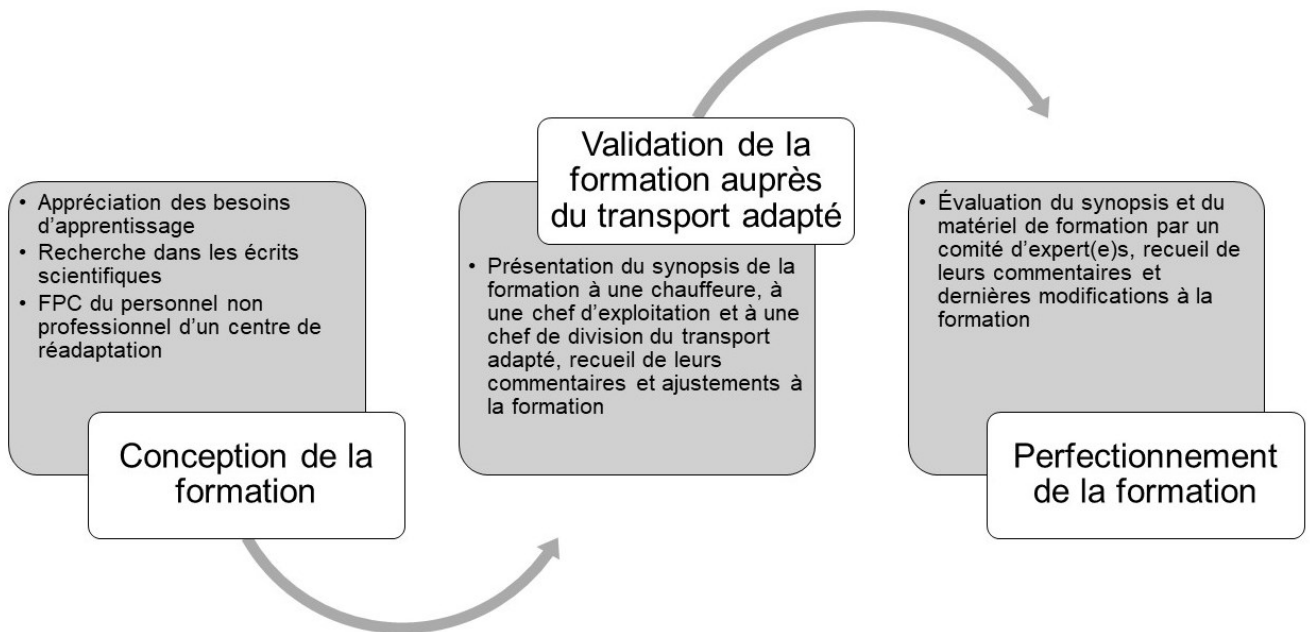 • Appréciation des besoins
d’apprentissage
• Recherche dans les écrits
scientifiques
• FPC du personnel non
professionnel d’un centre de
réadaptation
Conception de la
formation
Validation de la
formation auprès
du transport adapté
• Présentation du synopsis de la
formation à une chauffeure, à
une chef d’exploitation et à une
chef de division du transport
adapté, recueil de leurs
commentaires et ajustements à
la formation
• Évaluation du synopsis et du
matériel de formation par un
comité d’expert(e)s, recueil de
leurs commentaires et
dernières modifications à la
formation
Perfectionnement
de la formation